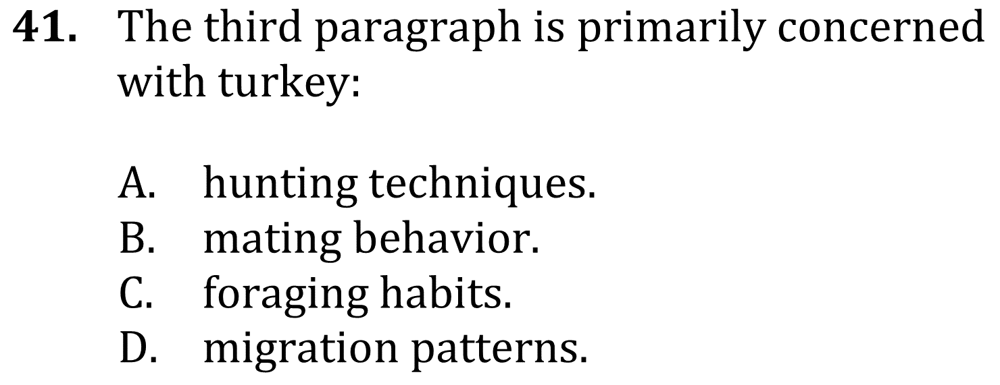 41. The third paragraph is primarily concerned
with turkey:
A. hunting techniques.
B. mating behavior.
C. foraging habits.
D. migration patterns.